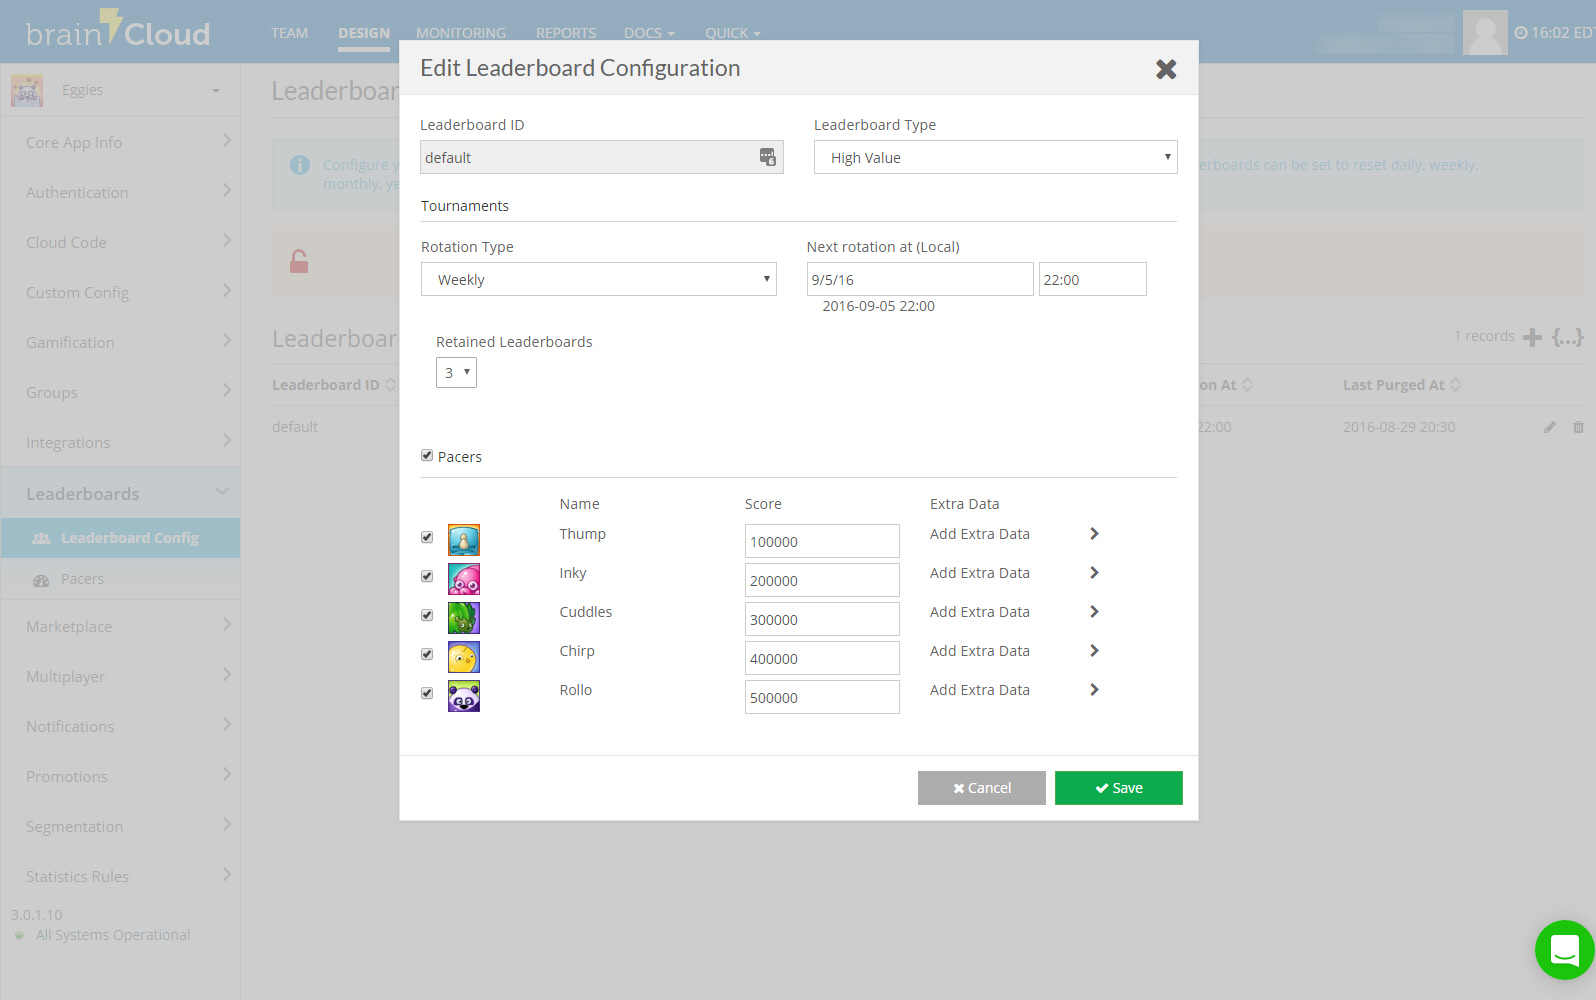 brainCloud
TEAM DESIGN MONITORING REPORTS DOCS QUICK
16:02 EDT
Eggies
Core App Info
Authentication
Cloud Code
Custom Config
Gamification
Groups
Integrations
Leaderboards
Leaderboard Config
Pacers
Marketplace
Multiplayer
Notifications
Promotions
Segmentation
Statistics Rules
3.0.1.10
All Systems Operational
Leaderboar
Configure y
erboards can be set to reset daily, weekly,
monthly, ye
Leaderboar
1 records {...}
Leaderboard ID
on At Last Purged At
default
22:00 2016-08-29 20:30
Edit Leaderboard Configuration
Leaderboard ID Leaderboard Type
default High Value
Tournaments
Rotation Type Next rotation at (Local)
Weekly 9/5/16 22:00
2016-09-05 22:00
Retained Leaderboards
3
Pacers
Name Score Extra Data
Thump 100000 Add Extra Data
Inky 200000 Add Extra Data
Cuddles 300000 Add Extra Data
Chirp 400000 Add Extra Data
Rollo 500000 Add Extra Data
Cancel Save